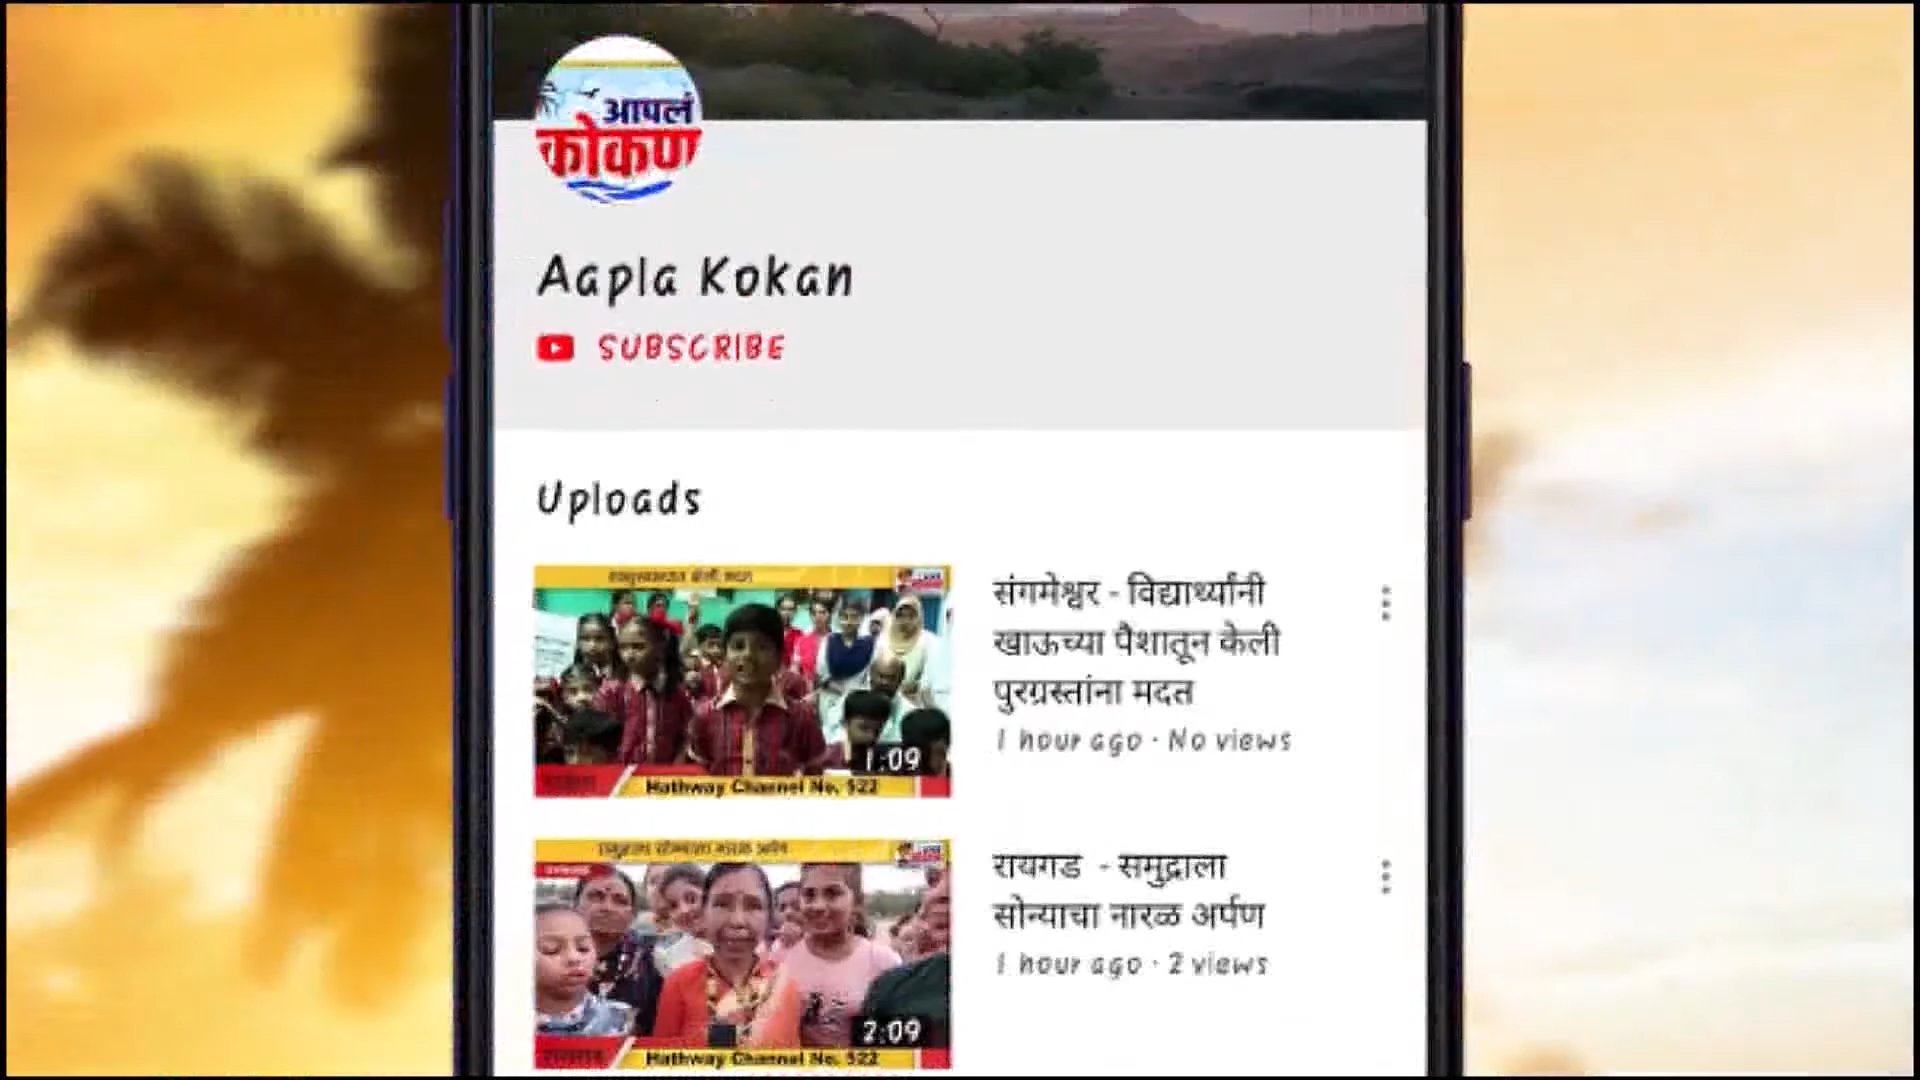 आपलं
कोकण
Aapla Kokan
SUBSCRIBE
Uploads
संगमेश्वर - विद्यार्थ्यांनी
खाऊच्या पैशातून केली
पुरग्रस्तांना मदत
1 hour ago · No views
1:09
Hathway Channel No. 522
रायगड - समुद्राला
सोन्याचा नारळ अर्पण
1 hour ago · 2 views
2:09
Hathway Channel No. 522